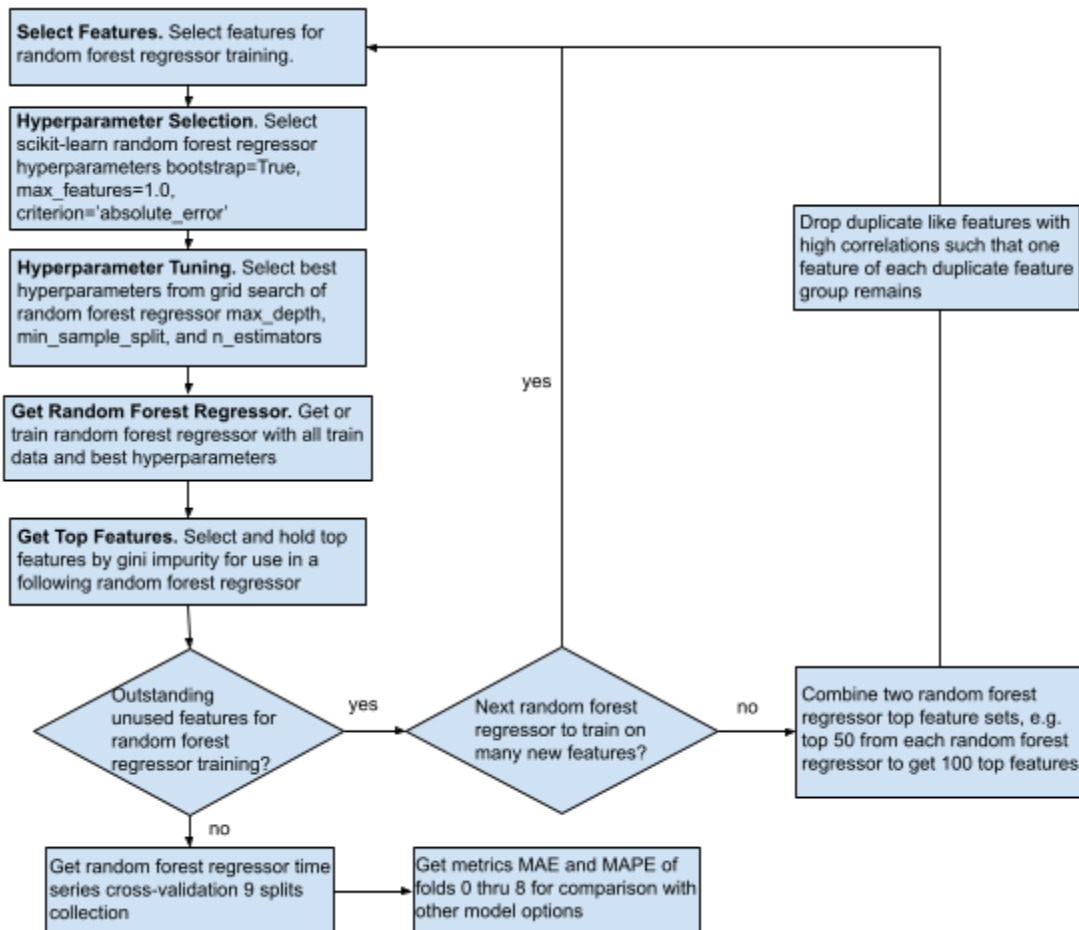 Select Features. Select features for
random forest regressor training.
Hyperparameter Selection. Select
scikit-learn random forest regressor
hyperparameters bootstrap=True,
max_features=1.0,
criterion='absolute_error’
Hyperparameter Tuning. Select best
hyperparameters from grid search of
random forest regressor max_depth,
min_sample_split, and n_estimators
Get Random Forest Regressor. Get or
train random forest regressor with all train
data and best hyperparameters
Get Top Features. Select and hold top
features by gini impurity for use in a
following random forest regressor
Outstanding
unused features for
random forest
regressor training?
yes
no
Next random forest
regressor to train on
many new features?
yes
no
Combine two random forest
regressor top feature sets, e.g.
top 50 from each random forest
regressor to get 100 top features
Drop duplicate like features with
high correlations such that one
feature of each duplicate feature
group remains
Get random forest regressor time
series cross-validation 9 splits
collection
Get metrics MAE and MAPE of
folds 0 thru 8 for comparison with
other model options